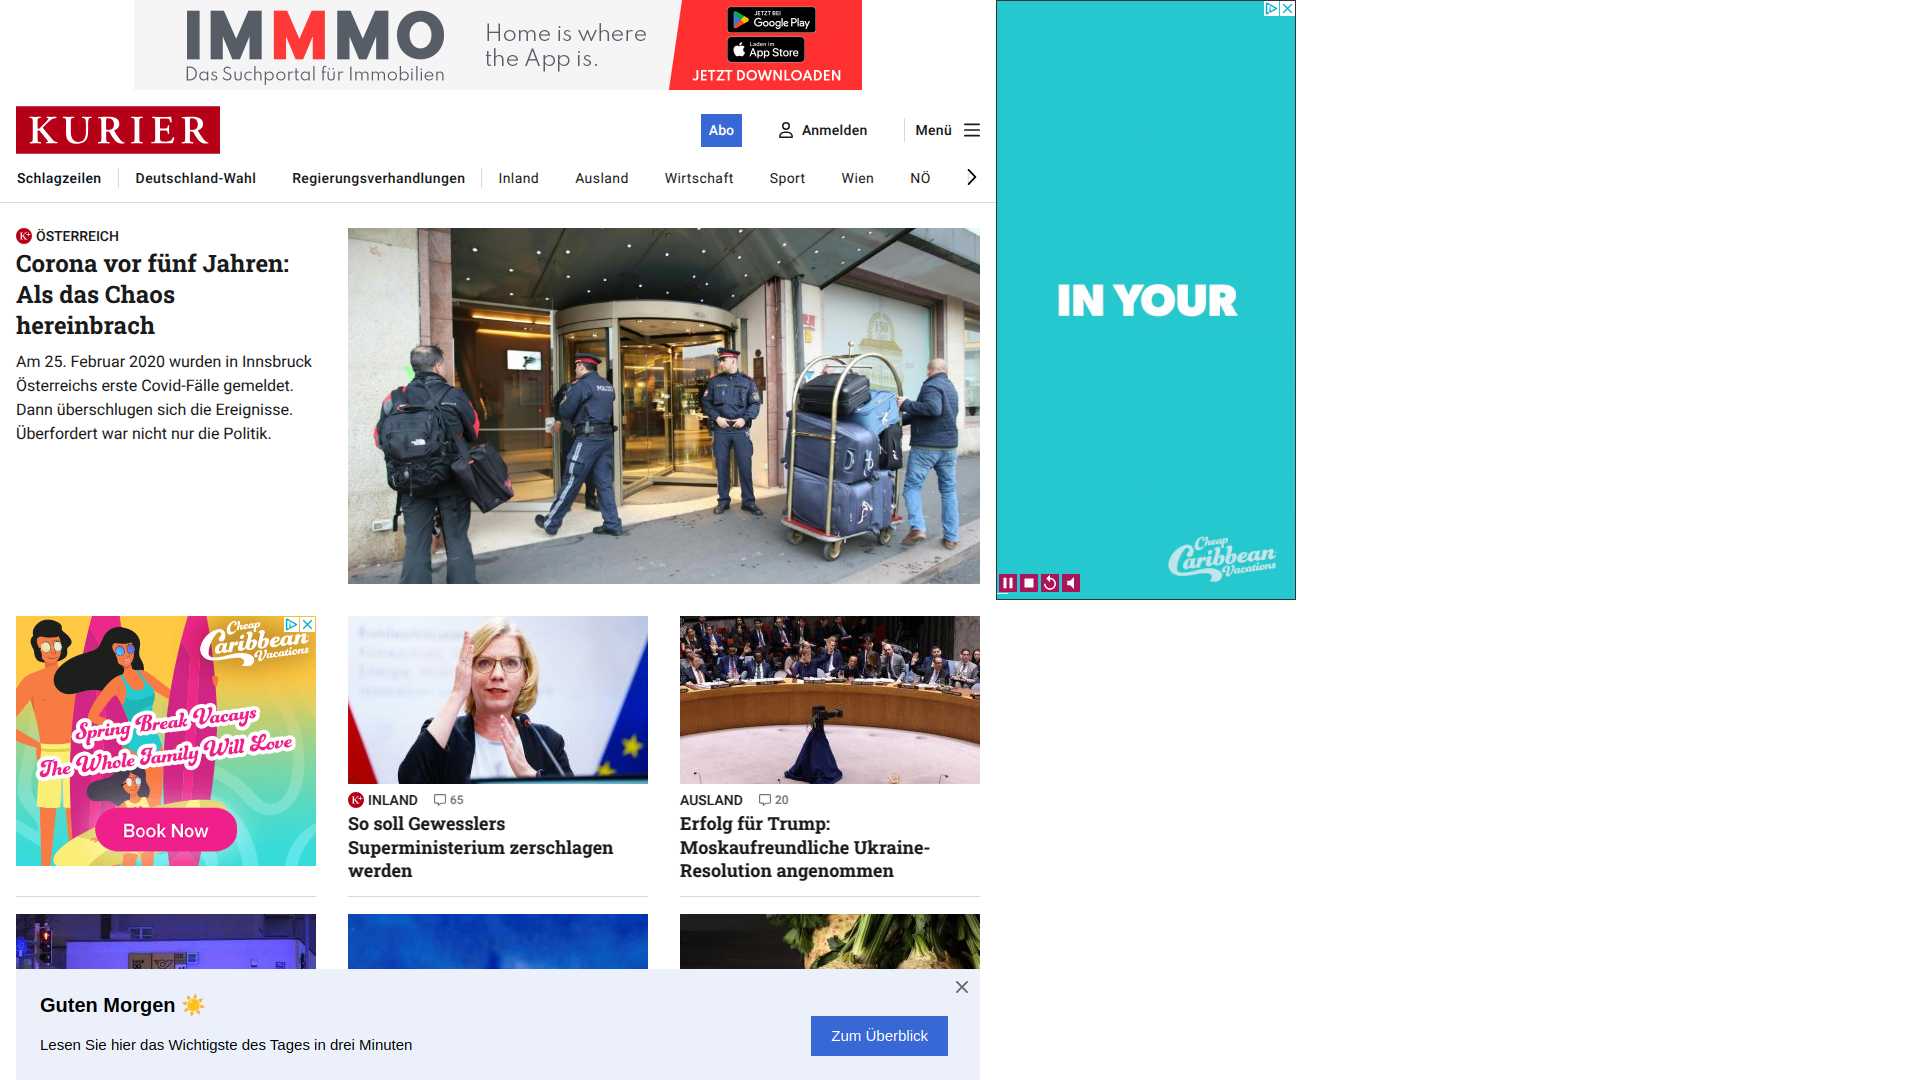 IMMMO
Das Suchportal für Immobilien
Home is where
the App is.
JETZT BEI
Google Play
Laden im
App Store
JETZT DOWNLOADEN
KURIER
Abo
Anmelden
Menü
Schlagzeilen
Deutschland-Wahl
Regierungsverhandlungen
Inland
Ausland
Wirtschaft
Sport
Wien
NÖ
ÖSTERREICH
Corona vor fünf Jahren:
Als das Chaos
hereinbrach
Am 25. Februar 2020 wurden in Innsbruck
Österreichs erste Covid-Fälle gemeldet.
Dann überschlugen sich die Ereignisse.
Überfordert war nicht nur die Politik.
POLIZEI
IN YOUR
Cheap
Caribbean
Vacations
Cheap
Caribbean
Vacations
Spring Break Vacays
The Whole Family Will Love
Book Now
K+ INLAND 65
So soll Gewesslers
Superministerium zerschlagen
werden
AUSLAND 20
Erfolg für Trump:
Moskaufreundliche Ukraine-
Resolution angenommen
Guten Morgen ☀️
Lesen Sie hier das Wichtigste des Tages in drei Minuten
Zum Überblick